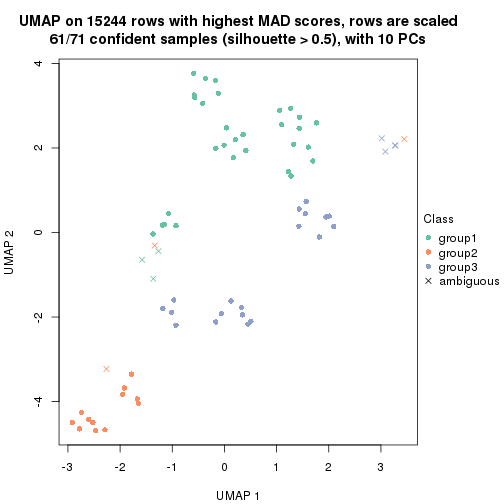 UMAP on 15244 rows with highest MAD scores, rows are scaled
61/71 confident samples (silhouette > 0.5), with 10 PCs
4
2
0
-2
-4
UMAP 2
-3
-2
-1
0
1
2
3
UMAP 1
Class
group1
group2
group3
ambiguous